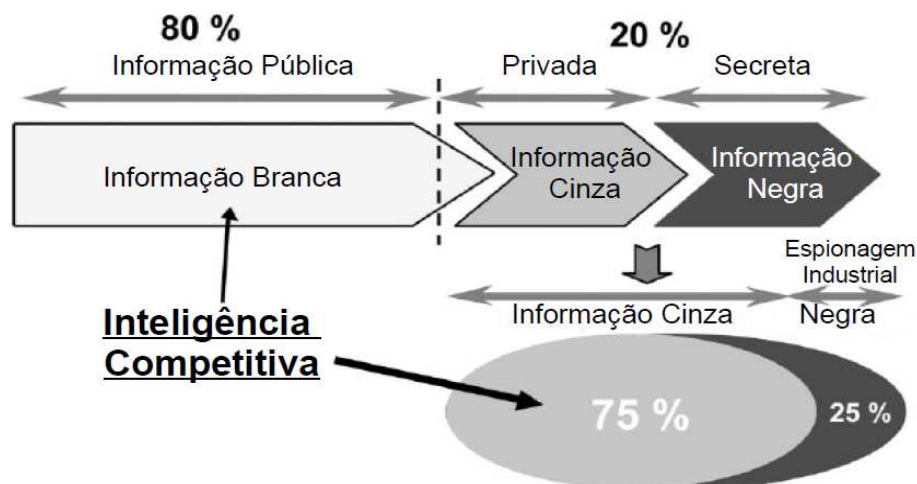 80 %
20 %
Informação Pública
Privada
Secreta
Informação Branca
Informação
Cinza
Informação
Negra
Espionagem
Industrial
Informação Cinza
Negra
Inteligência
Competitiva
75 %
25 %